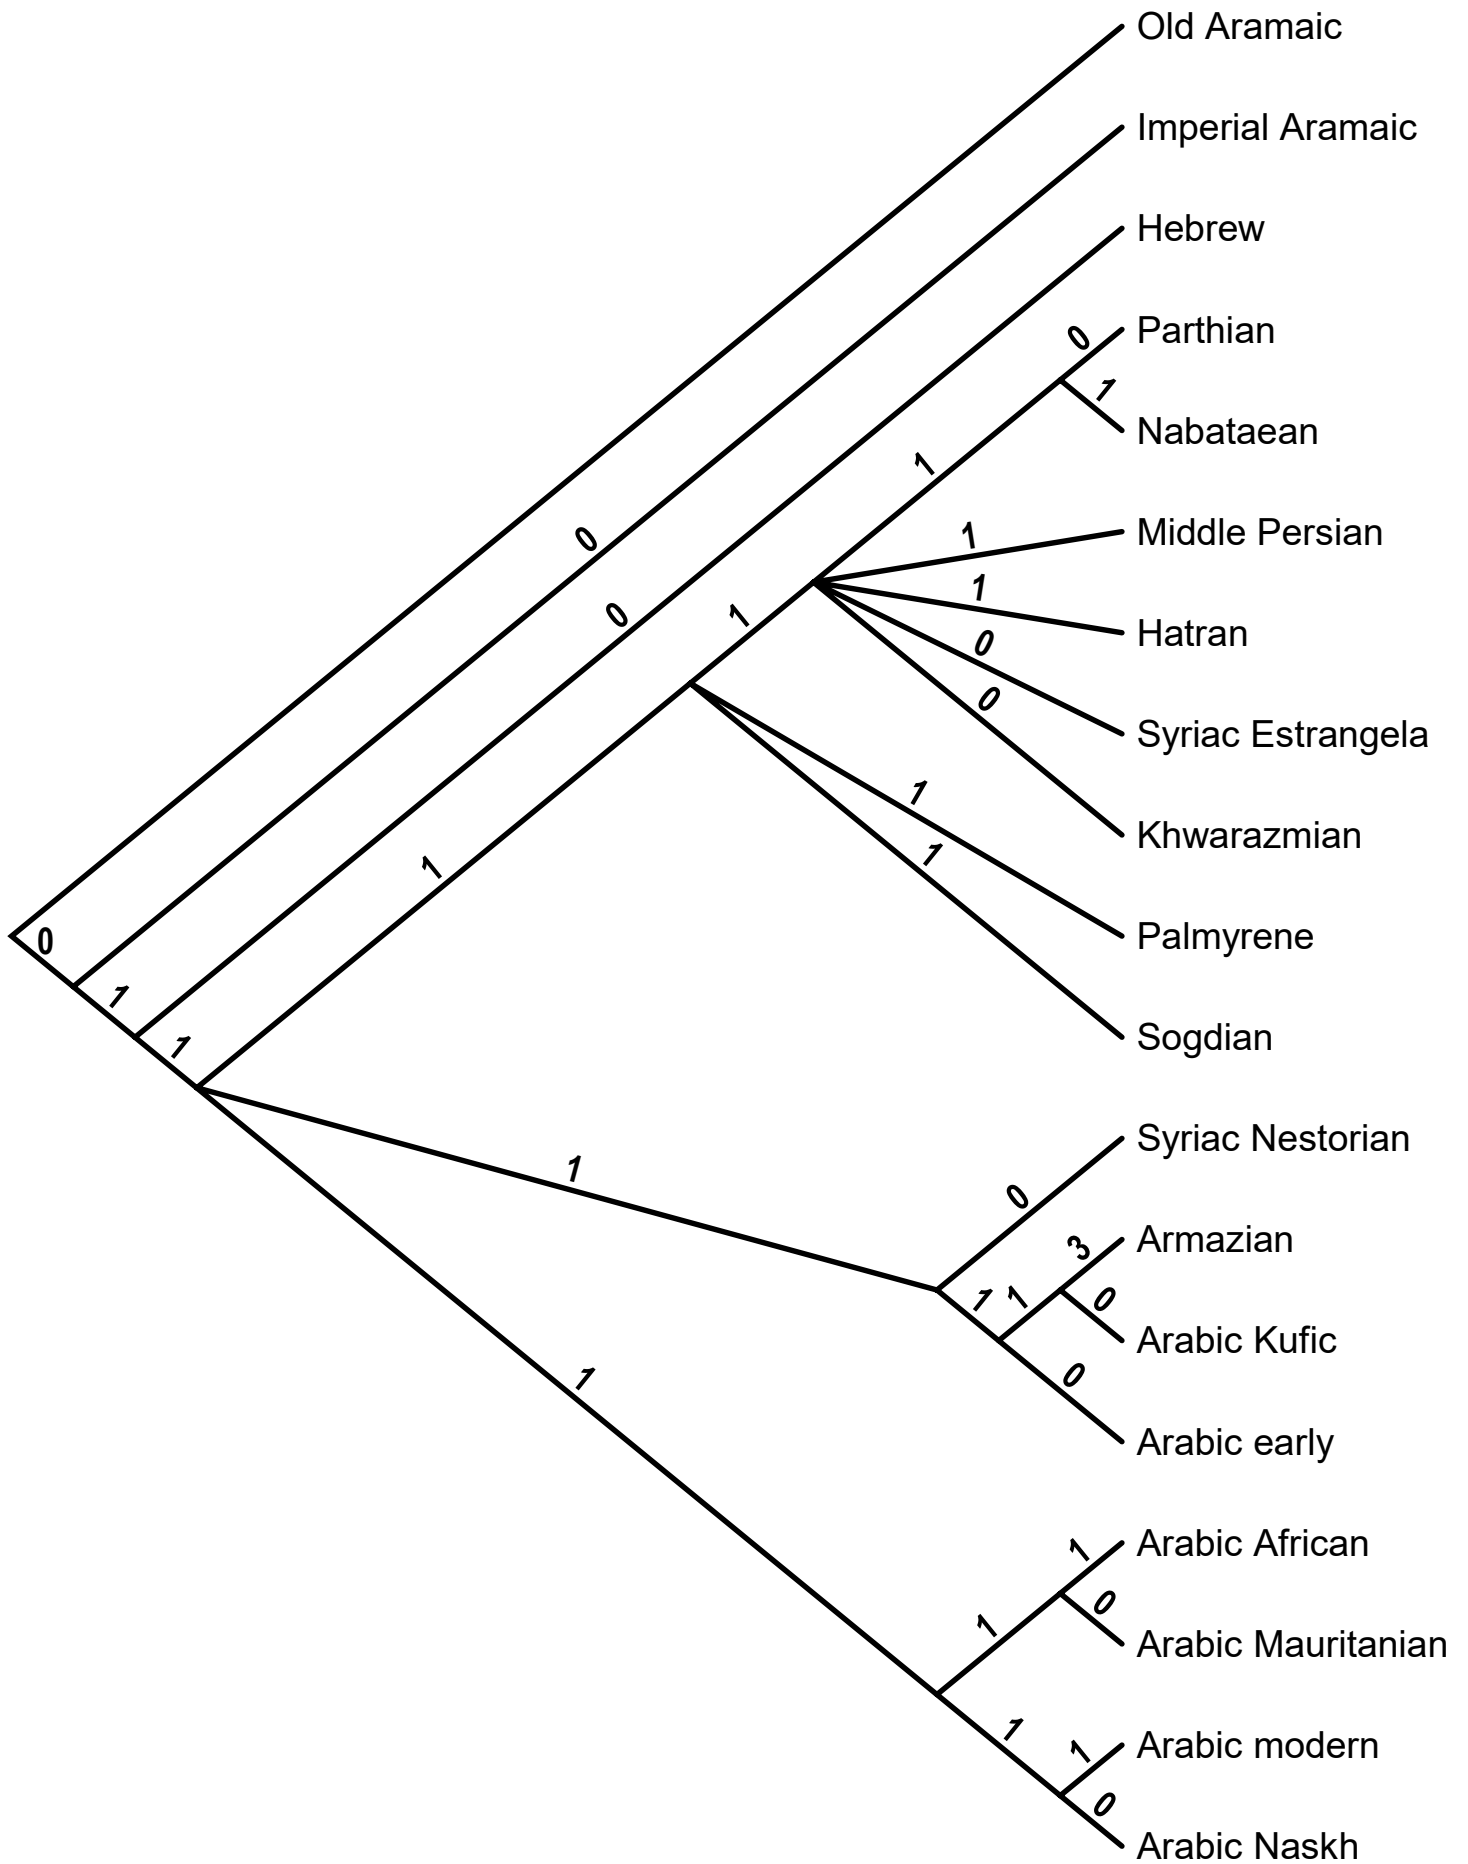 Old Aramaic
Imperial Aramaic
Hebrew
0 Parthian
1
Nabataean
1
1 Middle Persian
0
1
0 1 Hatran
0
0 Syriac Estrangela
1 Khwarazmian
1
1 Palmyrene
0
1 Sogdian
1
Syriac Nestorian
1
0
3 Armazian
1 1 0
Arabic Kufic
1 0
Arabic early
1 Arabic African
0
1 Arabic Mauritanian
1 1 Arabic modern
0
Arabic Naskh